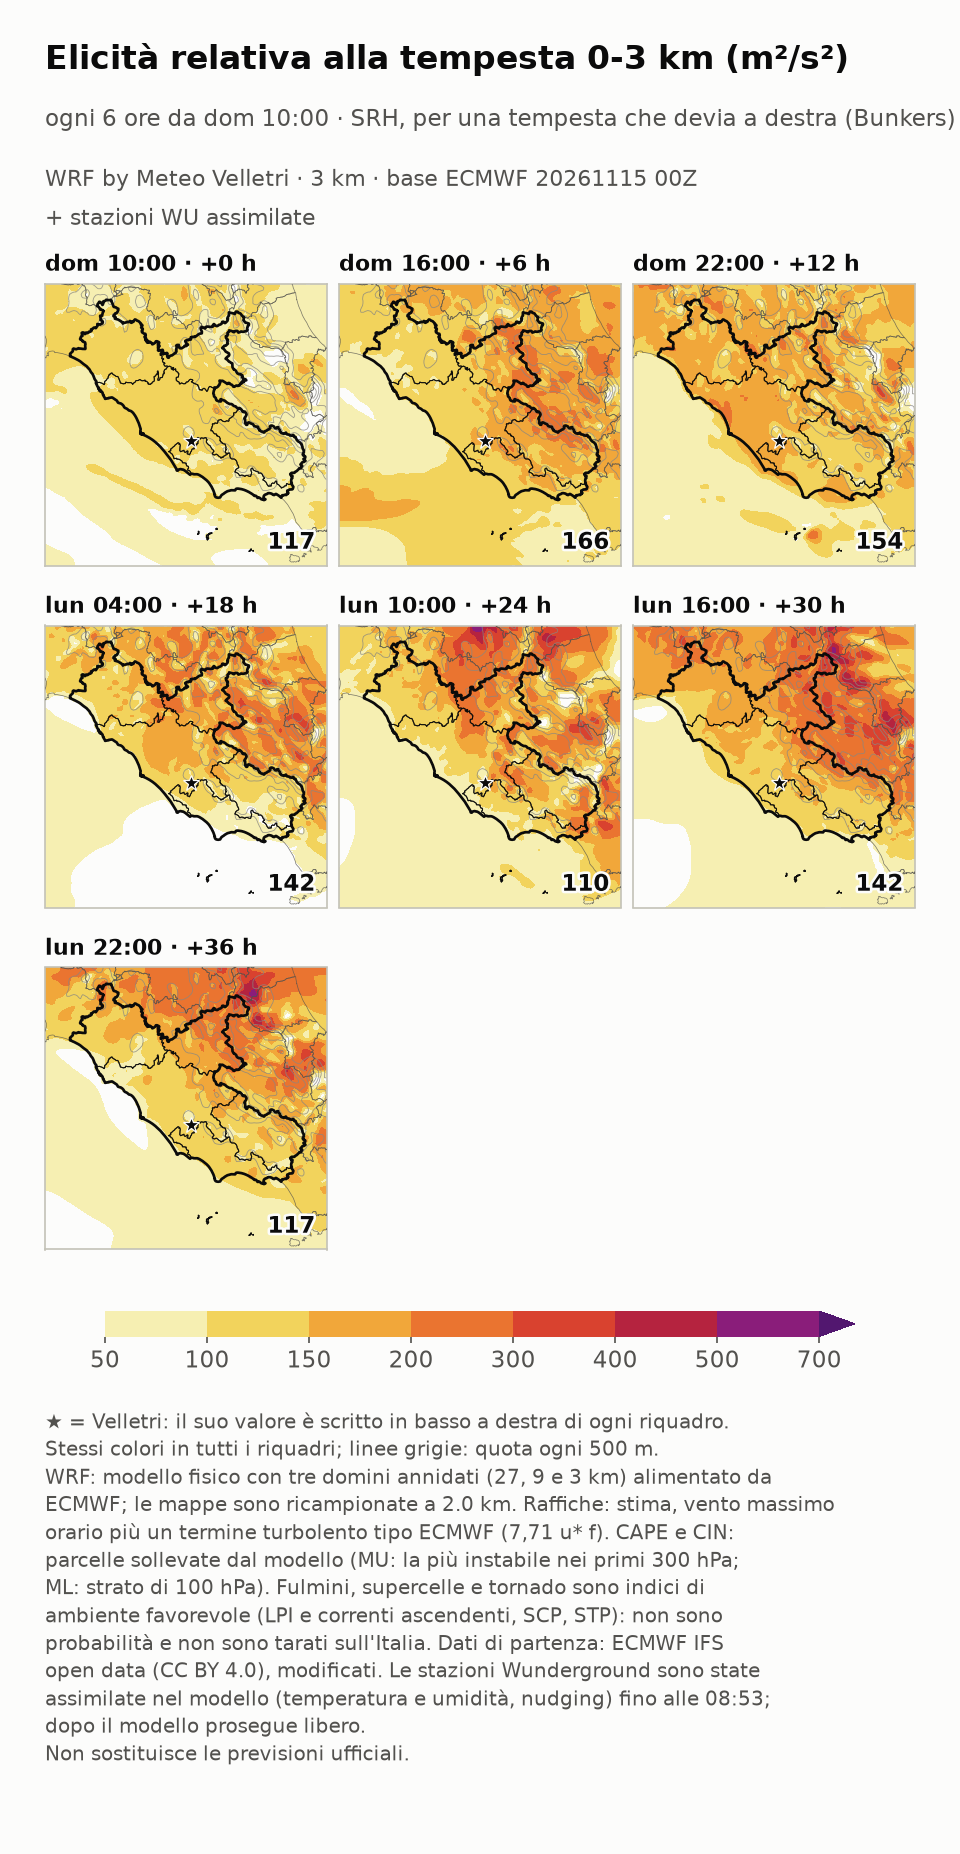 Elicità relativa alla tempesta 0-3 km (m²/s²)
ogni 6 ore da dom 10:00 · SRH, per una tempesta che devia a destra (Bunkers)
WRF by Meteo Velletri · 3 km · base ECMWF 20261115 00Z
+ stazioni WU assimilate
dom 10:00 · +0 h
dom 16:00 · +6 h
dom 22:00 · +12 h
117
166
154
lun 04:00 · +18 h
lun 10:00 · +24 h
lun 16:00 · +30 h
142
110
142
lun 22:00 · +36 h
117
50 100 150 200 300 400 500 700
★ = Velletri: il suo valore è scritto in basso a destra di ogni riquadro.
Stessi colori in tutti i riquadri; linee grigie: quota ogni 500 m.
WRF: modello fisico con tre domini annidati (27, 9 e 3 km) alimentato da
ECMWF; le mappe sono ricampionate a 2.0 km. Raffiche: stima, vento massimo
orario più un termine turbolento tipo ECMWF (7,71 u* f). CAPE e CIN:
parcelle sollevate dal modello (MU: la più instabile nei primi 300 hPa;
ML: strato di 100 hPa). Fulmini, supercelle e tornado sono indici di
ambiente favorevole (LPI e correnti ascendenti, SCP, STP): non sono
probabilità e non sono tarati sull'Italia. Dati di partenza: ECMWF IFS
open data (CC BY 4.0), modificati. Le stazioni Wunderground sono state
assimilate nel modello (temperatura e umidità, nudging) fino alle 08:53;
dopo il modello prosegue libero.
Non sostituisce le previsioni ufficiali.